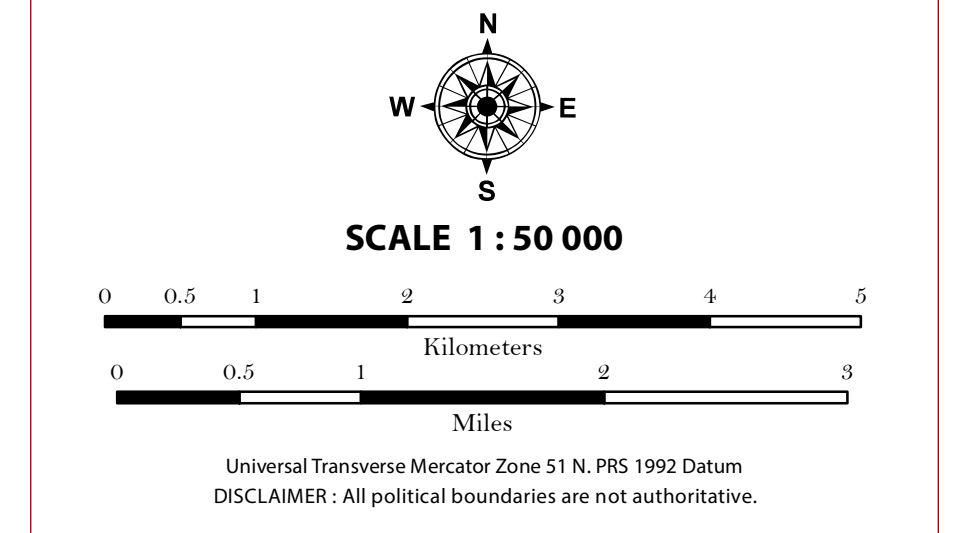 N
W E
S
SCALE 1 : 50 000
0 0.5 1 2 3 4 5
Kilometers
0 0.5 1 2 3
Miles
Universal Transverse Mercator Zone 51 N. PRS 1992 Datum
DISCLAIMER : All political boundaries are not authoritative.